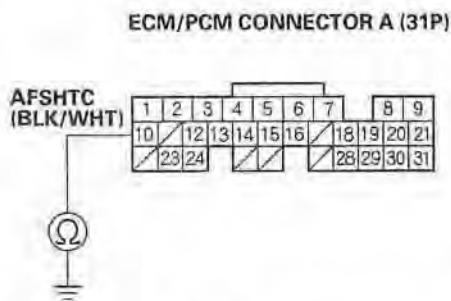 ECM/PCM CONNECTOR A (31P)
AFSHTC
(BLK/WHT)
1 2 3 4 5 6 7 8 9
10 12 13 14 15 16 18 19 20 21
23 24 28 29 30 31
Ω